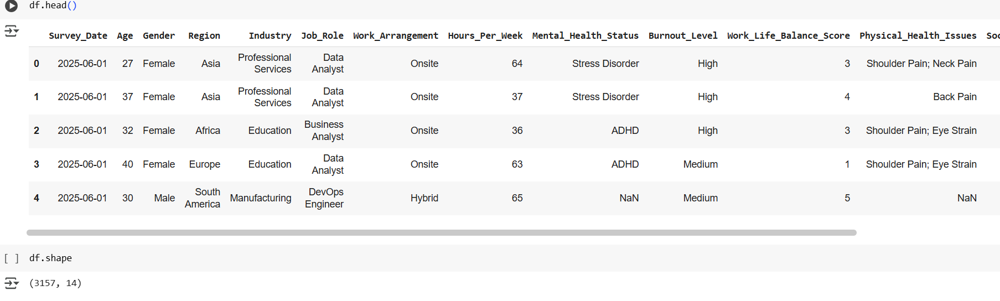 df.head()
Survey_Date Age Gender Region Industry Job_Role Work_Arrangement Hours_Per_Week Mental_Health_Status Burnout_Level Work_Life_Balance_Score Physical_Health_Issues
0 2025-06-01 27 Female Asia Professional Services Data Analyst Onsite 64 Stress Disorder High 3 Shoulder Pain; Neck Pain
1 2025-06-01 37 Female Asia Professional Services Data Analyst Onsite 37 Stress Disorder High 4 Back Pain
2 2025-06-01 32 Female Africa Education Business Analyst Onsite 36 ADHD High 3 Shoulder Pain; Eye Strain
3 2025-06-01 40 Female Europe Education Data Analyst Onsite 63 ADHD Medium 1 Shoulder Pain; Eye Strain
4 2025-06-01 30 Male South America Manufacturing DevOps Engineer Hybrid 65 NaN Medium 5 NaN
[ ] df.shape
(3157, 14)